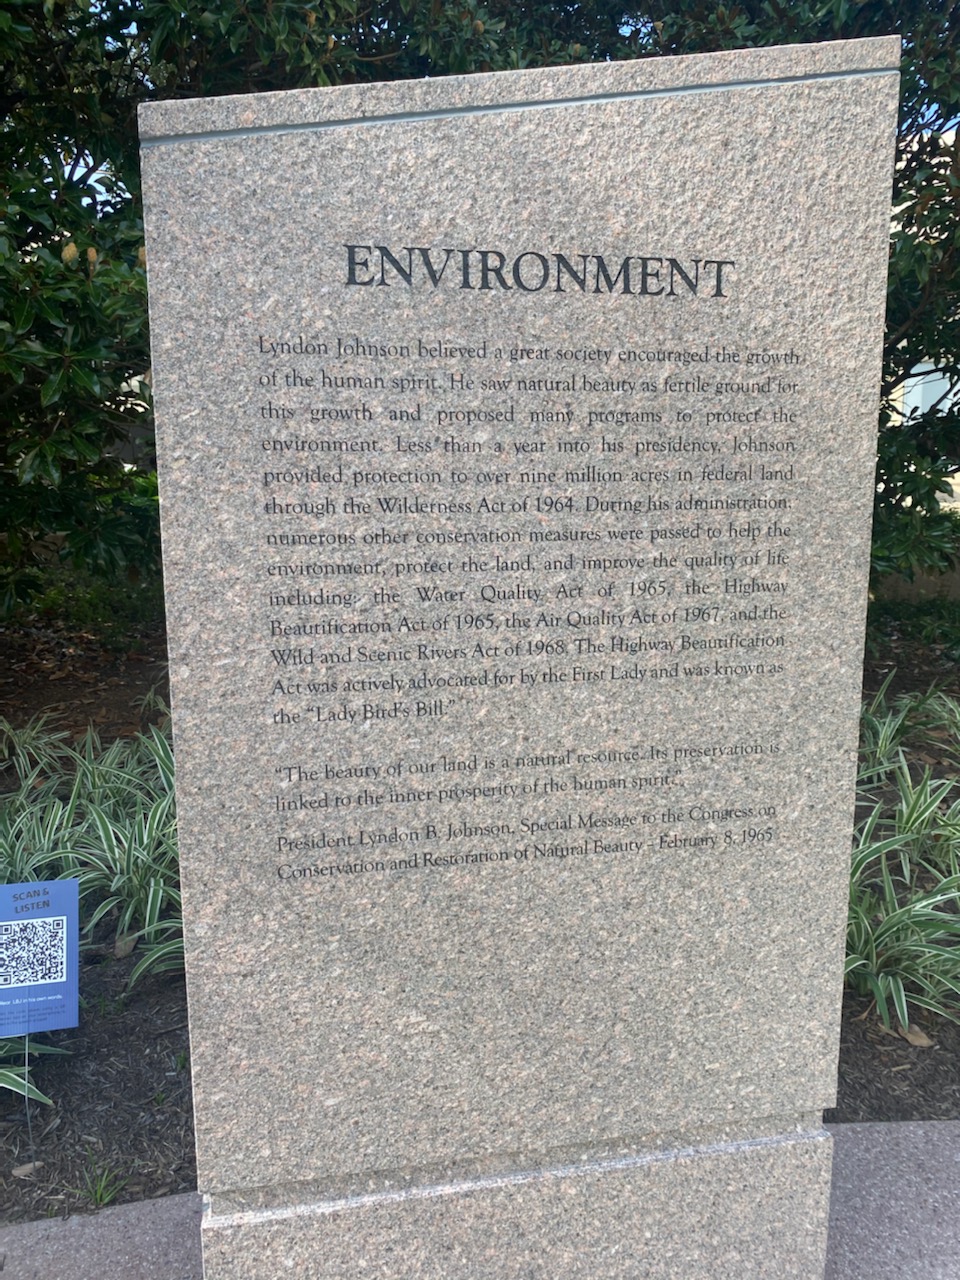 ENVIRONMENT
Lyndon Johnson believed a great society encouraged the growth
of the human spirit. He saw natural beauty as fertile ground for
this growth and proposed many programs to protect the
environment. Less than a year into his presidency, Johnson
provided protection to over nine million acres in federal land
through the Wilderness Act of 1964. During his administration,
numerous other conservation measures were passed to help the
environment, protect the land, and improve the quality of life
including: the Water Quality Act of 1965, the Highway
Beautification Act of 1965, the Air Quality Act of 1967, and the
Wild and Scenic Rivers Act of 1968. The Highway Beautification
Act was actively advocated for by the First Lady and was known as
the “Lady Bird’s Bill.”
“The beauty of our land is a natural resource. Its preservation is
linked to the inner prosperity of the human spirit.”
President Lyndon B. Johnson, Special Message to the Congress on
Conservation and Restoration of Natural Beauty – February 8, 1965
SCAN &
LISTEN
Hear LBJ in his own words.